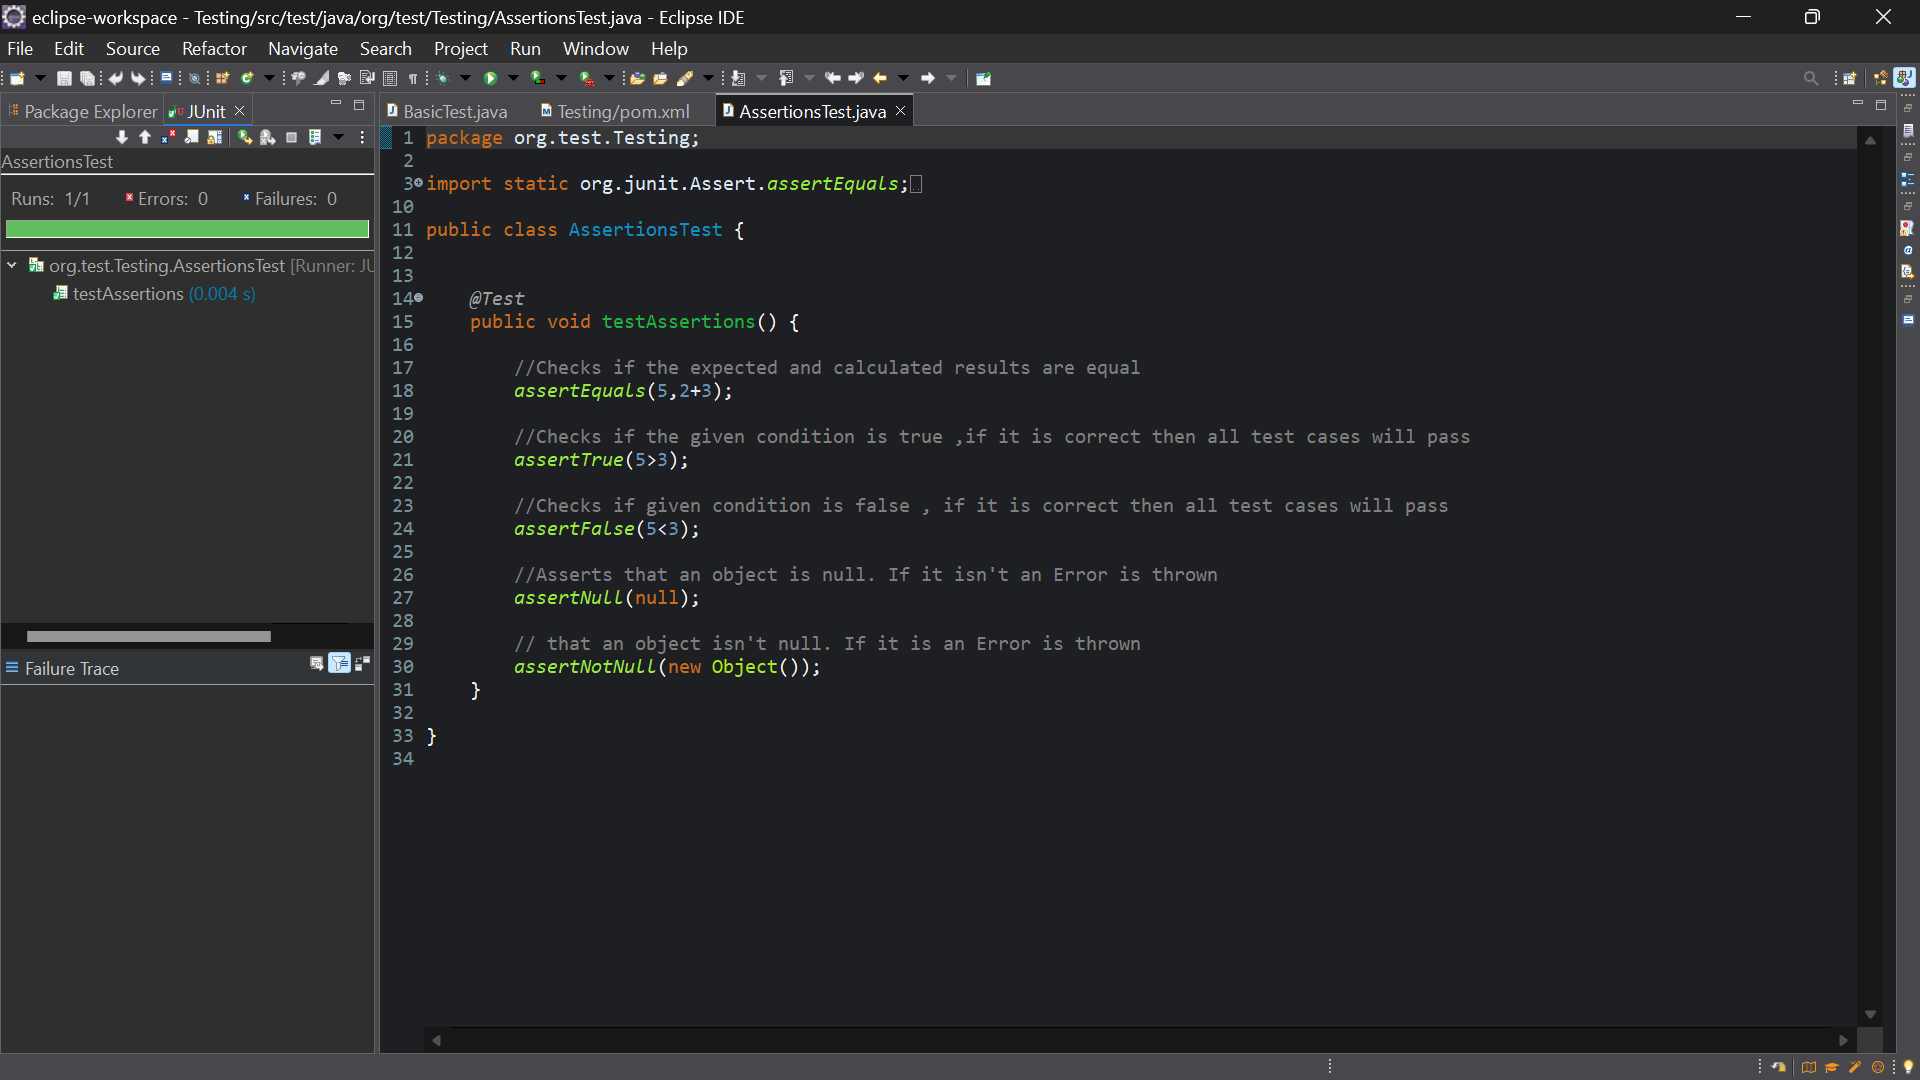 eclipse-workspace - Testing/src/test/java/org/test/Testing/AssertionsTest.java - Eclipse IDE
File Edit Source Refactor Navigate Search Project Run Window Help
Package Explorer JUnit
AssertionsTest
Runs: 1/1 Errors: 0 Failures: 0
org.test.Testing.AssertionsTest [Runner: JU
testAssertions (0.004 s)
Failure Trace
BasicTest.java Testing/pom.xml AssertionsTest.java
1 package org.test.Testing;
2
3 import static org.junit.Assert.assertEquals;
10
11 public class AssertionsTest {
12
13
14 @Test
15 public void testAssertions() {
16
17 //Checks if the expected and calculated results are equal
18 assertEquals(5,2+3);
19
20 //Checks if the given condition is true ,if it is correct then all test cases will pass
21 assertTrue(5>3);
22
23 //Checks if given condition is false , if it is correct then all test cases will pass
24 assertFalse(5<3);
25
26 //Asserts that an object is null. If it isn't an Error is thrown
27 assertNull(null);
28
29 // that an object isn't null. If it is an Error is thrown
30 assertNotNull(new Object());
31 }
32
33 }
34